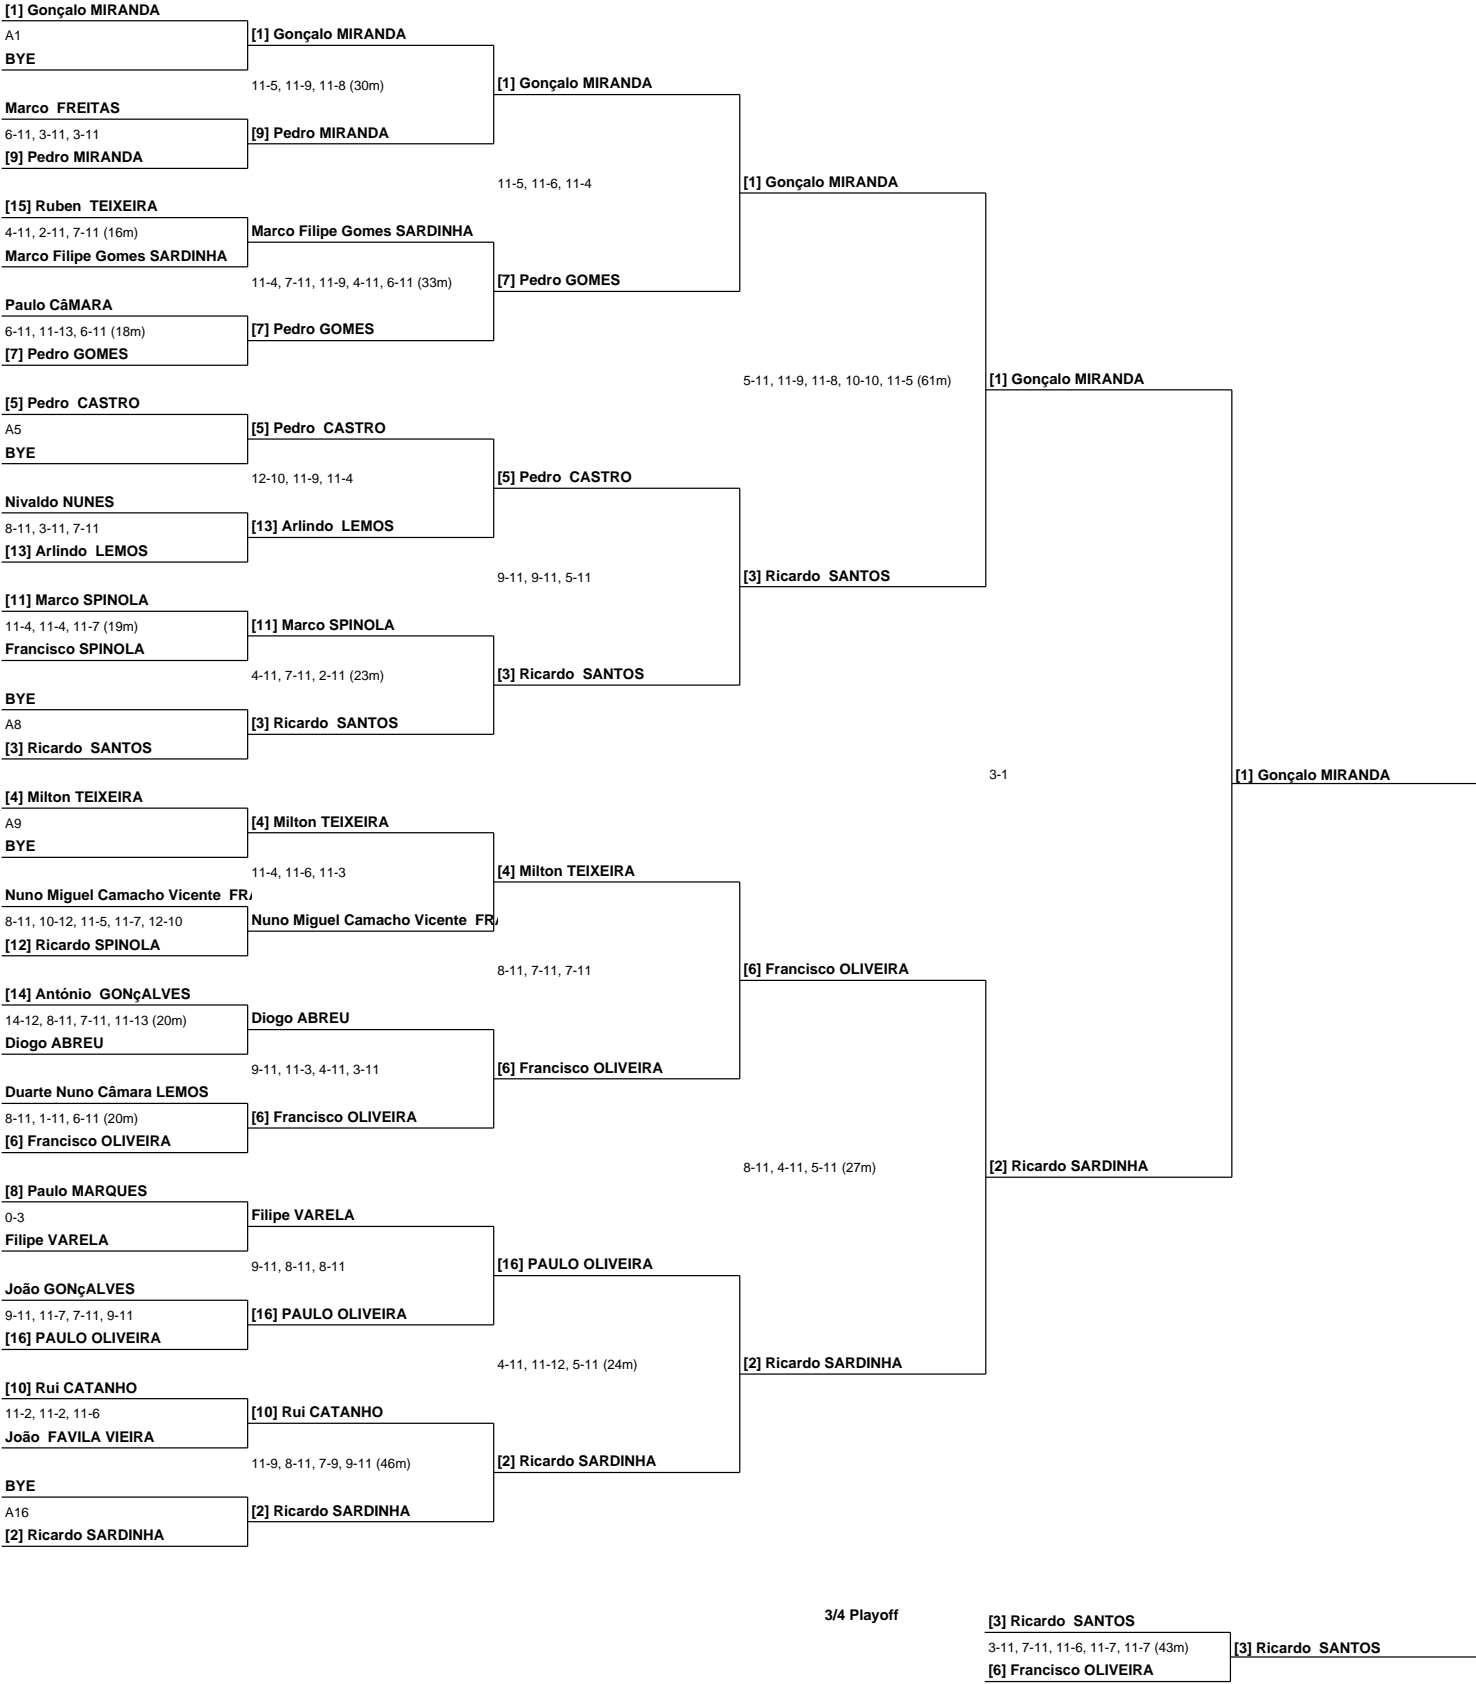 [1] Gonçalo MIRANDA
A1
BYE
[1] Gonçalo MIRANDA
11-5, 11-9, 11-8 (30m)
[1] Gonçalo MIRANDA
Marco FREITAS
6-11, 3-11, 3-11
[9] Pedro MIRANDA
[9] Pedro MIRANDA
11-5, 11-6, 11-4
[1] Gonçalo MIRANDA
[15] Ruben TEIXEIRA
4-11, 2-11, 7-11 (16m)
Marco Filipe Gomes SARDINHA
Marco Filipe Gomes SARDINHA
11-4, 7-11, 11-9, 4-11, 6-11 (33m)
[7] Pedro GOMES
Paulo CâMARA
6-11, 11-13, 6-11 (18m)
[7] Pedro GOMES
[7] Pedro GOMES
5-11, 11-9, 11-8, 10-10, 11-5 (61m)
[1] Gonçalo MIRANDA
[5] Pedro CASTRO
A5
BYE
[5] Pedro CASTRO
12-10, 11-9, 11-4
[5] Pedro CASTRO
Nivaldo NUNES
8-11, 3-11, 7-11
[13] Arlindo LEMOS
[13] Arlindo LEMOS
9-11, 9-11, 5-11
[3] Ricardo SANTOS
[11] Marco SPINOLA
11-4, 11-4, 11-7 (19m)
Francisco SPINOLA
[11] Marco SPINOLA
4-11, 7-11, 2-11 (23m)
[3] Ricardo SANTOS
BYE
A8
[3] Ricardo SANTOS
[3] Ricardo SANTOS
3-1
[1] Gonçalo MIRANDA
[4] Milton TEIXEIRA
A9
BYE
[4] Milton TEIXEIRA
11-4, 11-6, 11-3
[4] Milton TEIXEIRA
Nuno Miguel Camacho Vicente FRA
8-11, 10-12, 11-5, 11-7, 12-10
[12] Ricardo SPINOLA
Nuno Miguel Camacho Vicente FRA
8-11, 7-11, 7-11
[6] Francisco OLIVEIRA
[14] António GONçALVES
14-12, 8-11, 7-11, 11-13 (20m)
Diogo ABREU
Diogo ABREU
9-11, 11-3, 4-11, 3-11
[6] Francisco OLIVEIRA
Duarte Nuno Câmara LEMOS
8-11, 1-11, 6-11 (20m)
[6] Francisco OLIVEIRA
[6] Francisco OLIVEIRA
8-11, 4-11, 5-11 (27m)
[2] Ricardo SARDINHA
[8] Paulo MARQUES
0-3
Filipe VARELA
Filipe VARELA
9-11, 8-11, 8-11
[16] PAULO OLIVEIRA
João GONçALVES
9-11, 11-7, 7-11, 9-11
[16] PAULO OLIVEIRA
[16] PAULO OLIVEIRA
4-11, 11-12, 5-11 (24m)
[2] Ricardo SARDINHA
[10] Rui CATANHO
11-2, 11-2, 11-6
João FAVILA VIEIRA
[10] Rui CATANHO
11-9, 8-11, 7-9, 9-11 (46m)
[2] Ricardo SARDINHA
BYE
A16
[2] Ricardo SARDINHA
[2] Ricardo SARDINHA
3/4 Playoff
[3] Ricardo SANTOS
3-11, 7-11, 11-6, 11-7, 11-7 (43m)
[6] Francisco OLIVEIRA
[3] Ricardo SANTOS